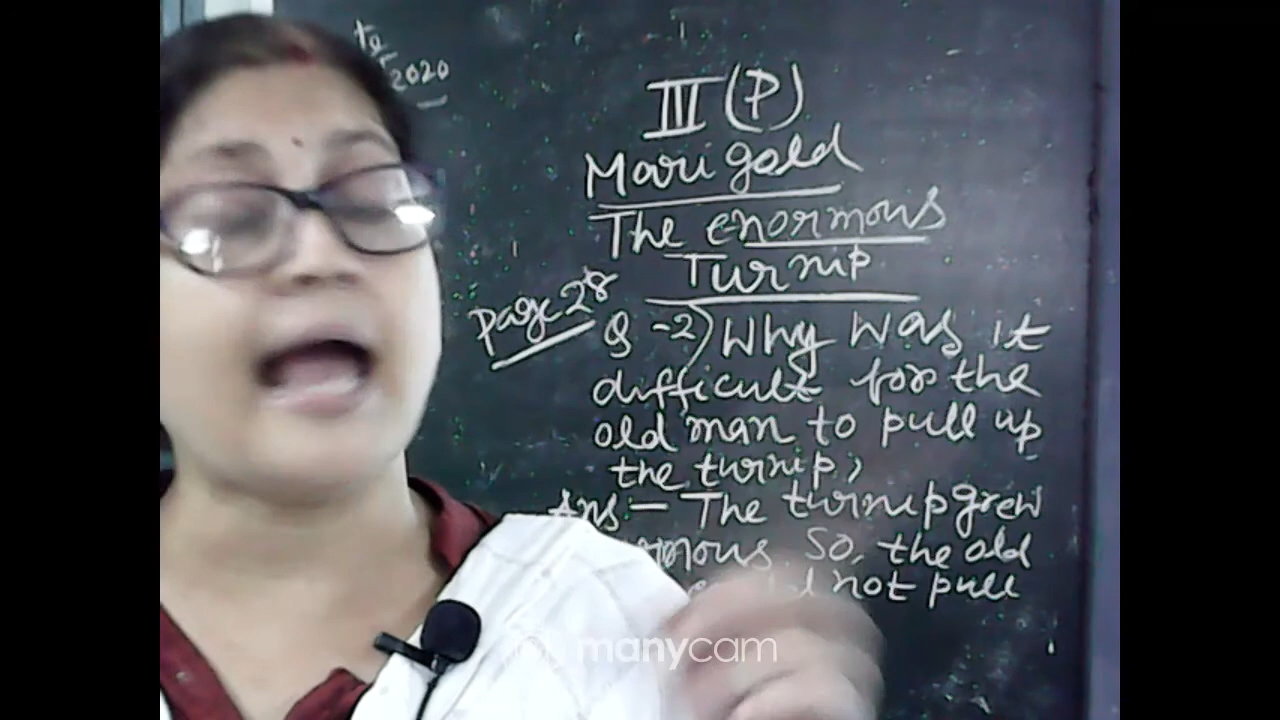 2020
III (P)
Marigold
The enormous
Turnip
Page 28
Q-2) Why was it
difficult for the
old man to pull up
the turnip?
Ans - The turnip grew
So, the old
not pull
manycam